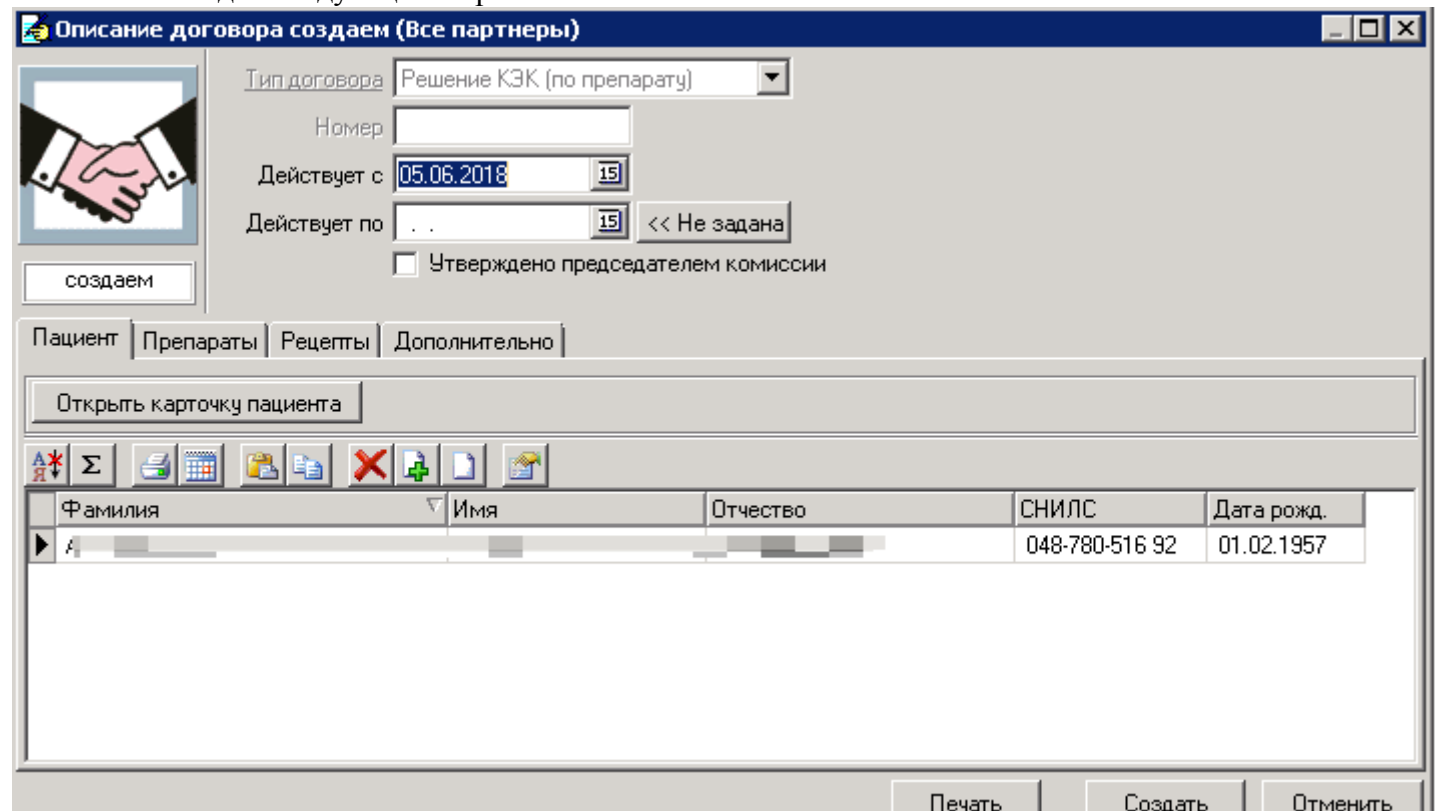 Описание договора создаем (Все партнеры)
Тип договора Решение КЭК (по препарату)
Номер
Действует с 05.06.2018 15
Действует по . . 15 << Не задана
Утверждено председателем комиссии
создаем
Пациент Препараты Рецепты Дополнительно
Открыть карточку пациента
Фамилия Имя Отчество СНИЛС Дата рожд.
048-780-516 92 01.02.1957
Печать Создать Отменить